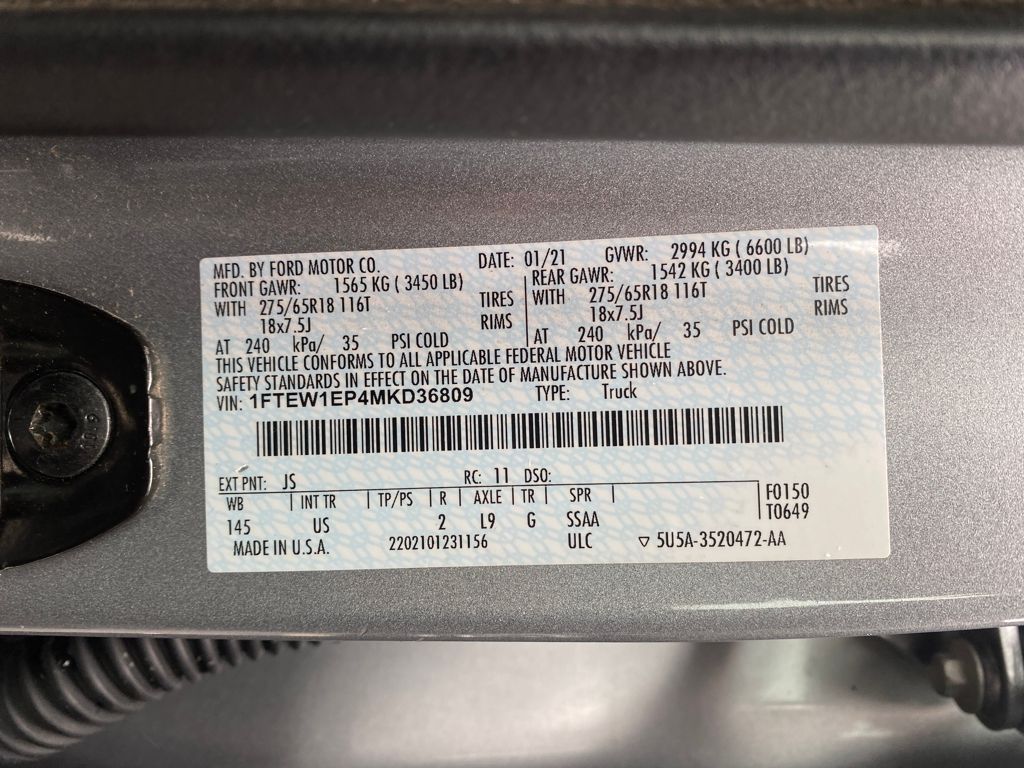 MFD. BY FORD MOTOR CO. DATE: 01/21 GVWR: 2994 KG ( 6600 LB)
FRONT GAWR: 1565 KG ( 3450 LB) REAR GAWR: 1542 KG ( 3400 LB)
WITH 275/65R18 116T TIRES WITH 275/65R18 116T TIRES
18x7.5J RIMS 18x7.5J RIMS
AT 240 kPa/ 35 PSI COLD AT 240 kPa/ 35 PSI COLD
THIS VEHICLE CONFORMS TO ALL APPLICABLE FEDERAL MOTOR VEHICLE
SAFETY STANDARDS IN EFFECT ON THE DATE OF MANUFACTURE SHOWN ABOVE.
VIN: 1FTEW1EP4MKD36809 TYPE: Truck
EXT PNT: JS RC: 11 DSO:
WB | INT TR | TP/PS | R | AXLE | TR | SPR | F0150
145 US 2 L9 G SSAA T0649
MADE IN U.S.A. 2202101231156 ULC ▽ 5U5A-3520472-AA